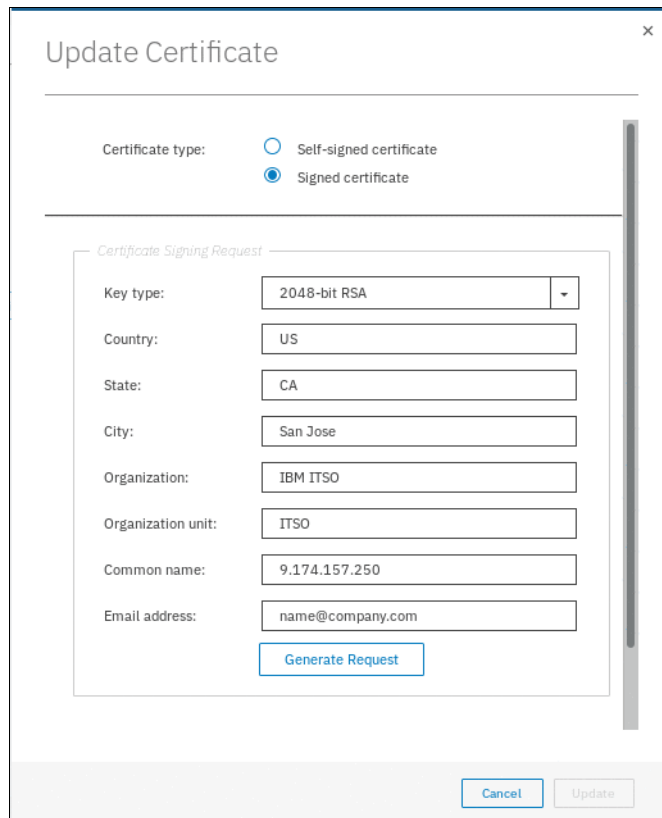 Update Certificate
Certificate type:
Self-signed certificate
Signed certificate
Certificate Signing Request
Key type: 2048-bit RSA
Country: US
State: CA
City: San Jose
Organization: IBM ITSO
Organization unit: ITSO
Common name: 9.174.157.250
Email address: name@company.com
Generate Request
Cancel Update